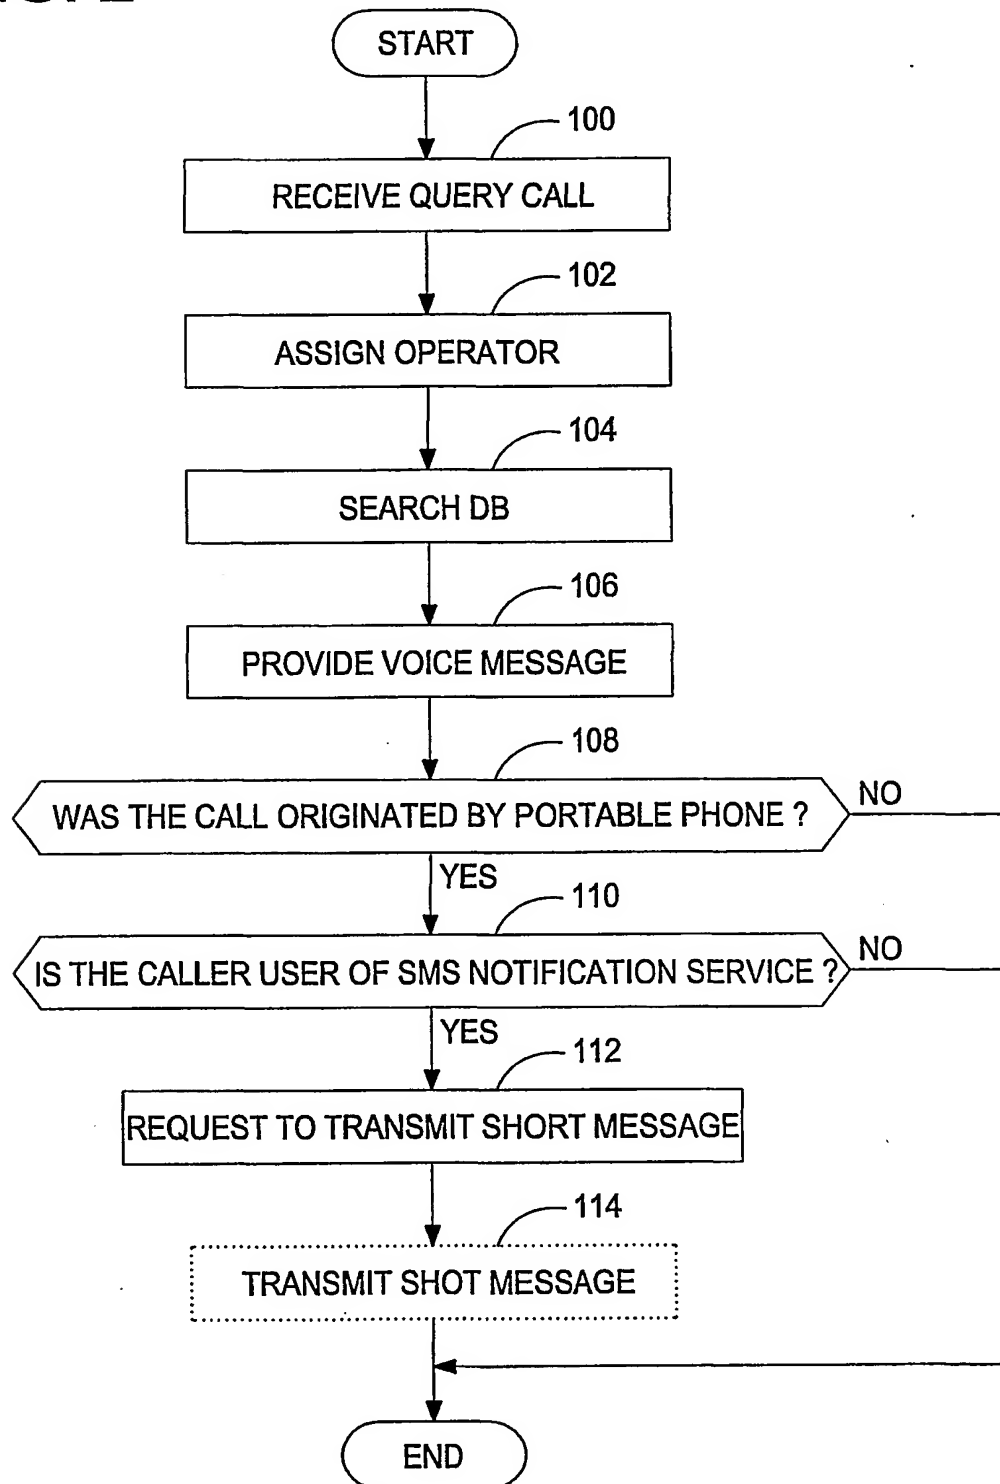 START
100
RECEIVE QUERY CALL
102
ASSIGN OPERATOR
104
SEARCH DB
106
PROVIDE VOICE MESSAGE
108
WAS THE CALL ORIGINATED BY PORTABLE PHONE ?
NO
YES
110
IS THE CALLER USER OF SMS NOTIFICATION SERVICE ?
NO
YES
112
REQUEST TO TRANSMIT SHORT MESSAGE
114
TRANSMIT SHOT MESSAGE
END